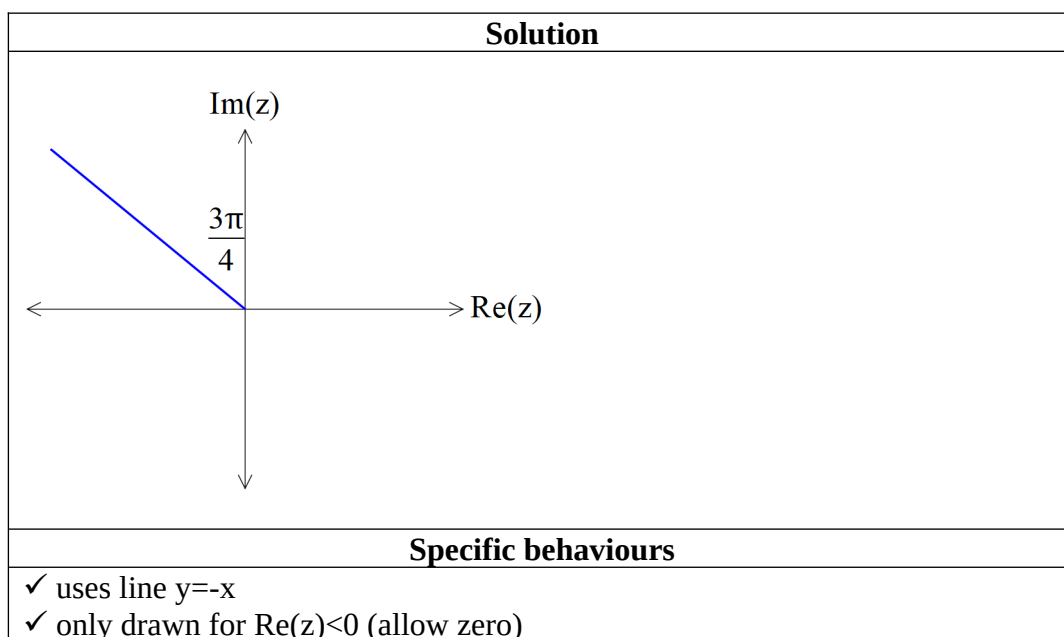 Solution
Im(z)
3π
4
Re(z)
Specific behaviours
✓ uses line y=-x
✓ only drawn for Re(z)<0 (allow zero)